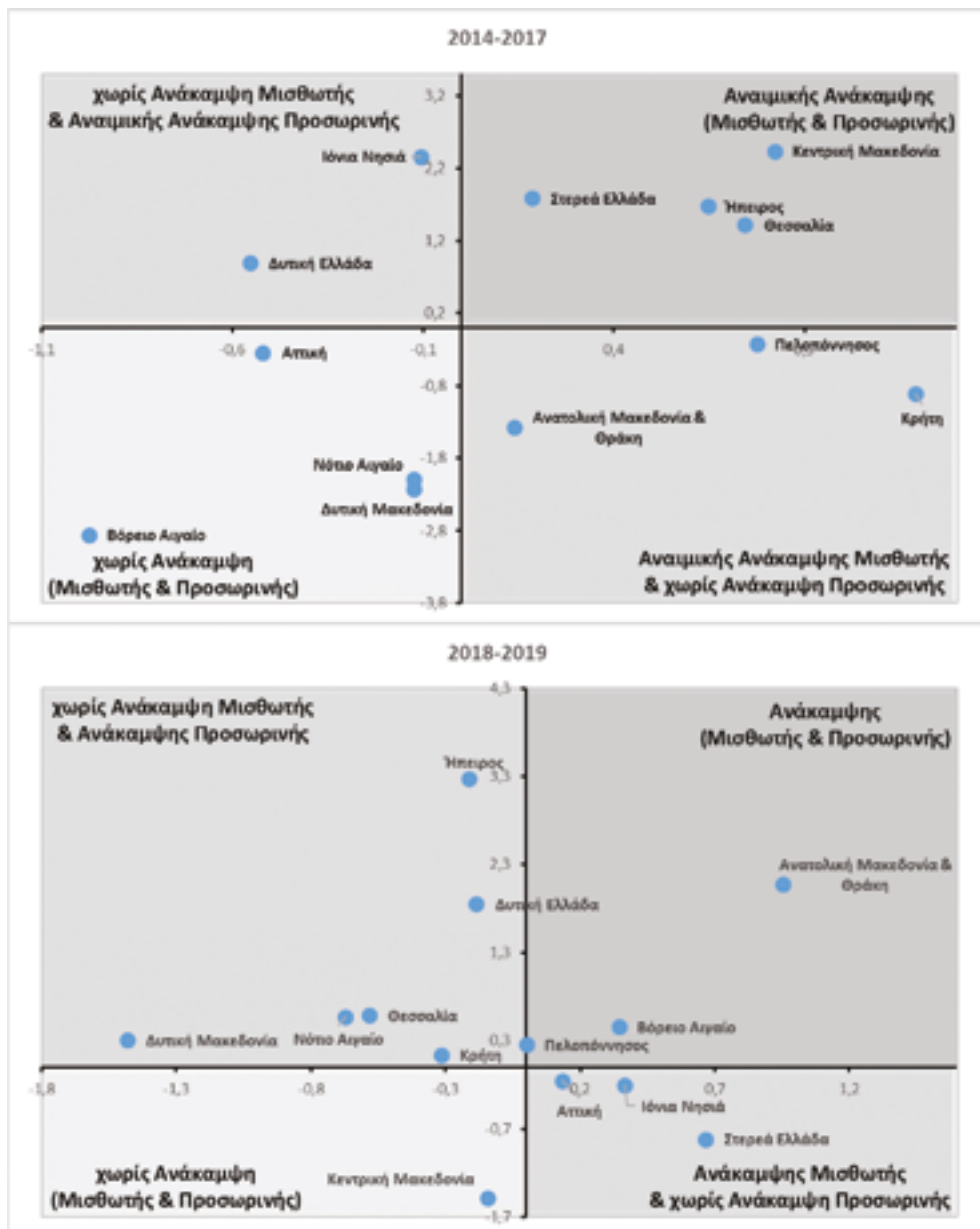 2014-2017
χωρίς Ανάκαμψη Μισθωτής
& Αναιμικής Ανάκαμψης Προσωρινής
Αναιμικής Ανάκαμψης
(Μισθωτής & Προσωρινής)
3,2
Κεντρική Μακεδονία
Ιόνια Νησιά
2,2
Στερεά Ελλάδα
Ήπειρος
Θεσσαλία
1,2
Δυτική Ελλάδα
0,2
-1,1
-0,6
-0,1
0,4
0,9
Αττική
Πελοπόννησος
-0,8
Κρήτη
Ανατολική Μακεδονία &
Θράκη
-1,8
Νότιο Αιγαίο
Δυτική Μακεδονία
-2,8
Βόρειο Αιγαίο
χωρίς Ανάκαμψη
(Μισθωτής & Προσωρινής)
Αναιμικής Ανάκαμψης Μισθωτής
& χωρίς Ανάκαμψη Προσωρινής
-3,8
2018-2019
4,3
χωρίς Ανάκαμψη Μισθωτής
& Ανάκαμψης Προσωρινής
Ανάκαμψης
(Μισθωτής & Προσωρινής)
Ήπειρος
3,3
2,3
Ανατολική Μακεδονία &
Θράκη
Δυτική Ελλάδα
1,3
Θεσσαλία
Νότιο Αιγαίο
Δυτική Μακεδονία
Κρήτη
0,3
Βόρειο Αιγαίο
Πελοπόννησος
-1,8
-1,3
-0,8
-0,3
0,2
0,7
1,2
Αττική
Ιόνια Νησιά
-0,7
Στερεά Ελλάδα
Κεντρική Μακεδονία
χωρίς Ανάκαμψη
(Μισθωτής & Προσωρινής)
Ανάκαμψης Μισθωτής
& χωρίς Ανάκαμψη Προσωρινής
-1,7